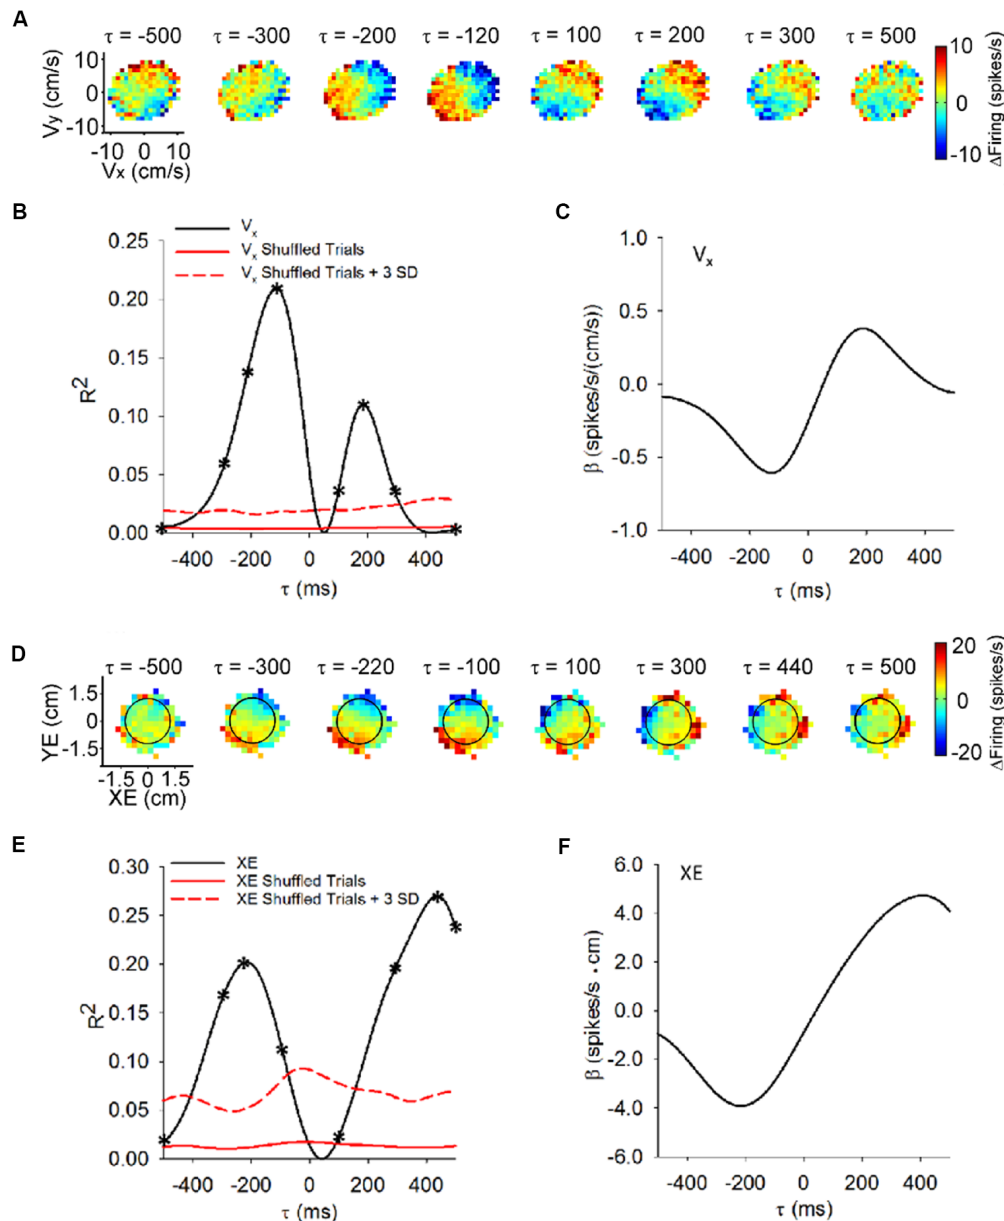 A
τ = -500 τ = -300 τ = -200 τ = -120 τ = 100 τ = 200 τ = 300 τ = 500
Vy (cm/s)
10
0
-10
-10 0 10
Vx (cm/s)
10
0
-10
ΔFiring (spikes/s)
B
Vx
Vx Shuffled Trials
Vx Shuffled Trials + 3 SD
R2
0.25
0.20
0.15
0.10
0.05
0.00
-400 -200 0 200 400
τ (ms)
C
Vx
β (spikes/s/(cm/s))
1.0
0.5
0.0
-0.5
-1.0
-400 -200 0 200 400
τ (ms)
D
τ = -500 τ = -300 τ = -220 τ = -100 τ = 100 τ = 300 τ = 440 τ = 500
YE (cm)
1.5
0
-1.5
-1.5 0 1.5
XE (cm)
20
0
-20
ΔFiring (spikes/s)
E
XE
XE Shuffled Trials
XE Shuffled Trials + 3 SD
R2
0.30
0.25
0.20
0.15
0.10
0.05
0.00
-400 -200 0 200 400
τ (ms)
F
XE
β (spikes/s • cm)
6.0
4.0
2.0
0.0
-2.0
-4.0
-6.0
-400 -200 0 200 400
τ (ms)